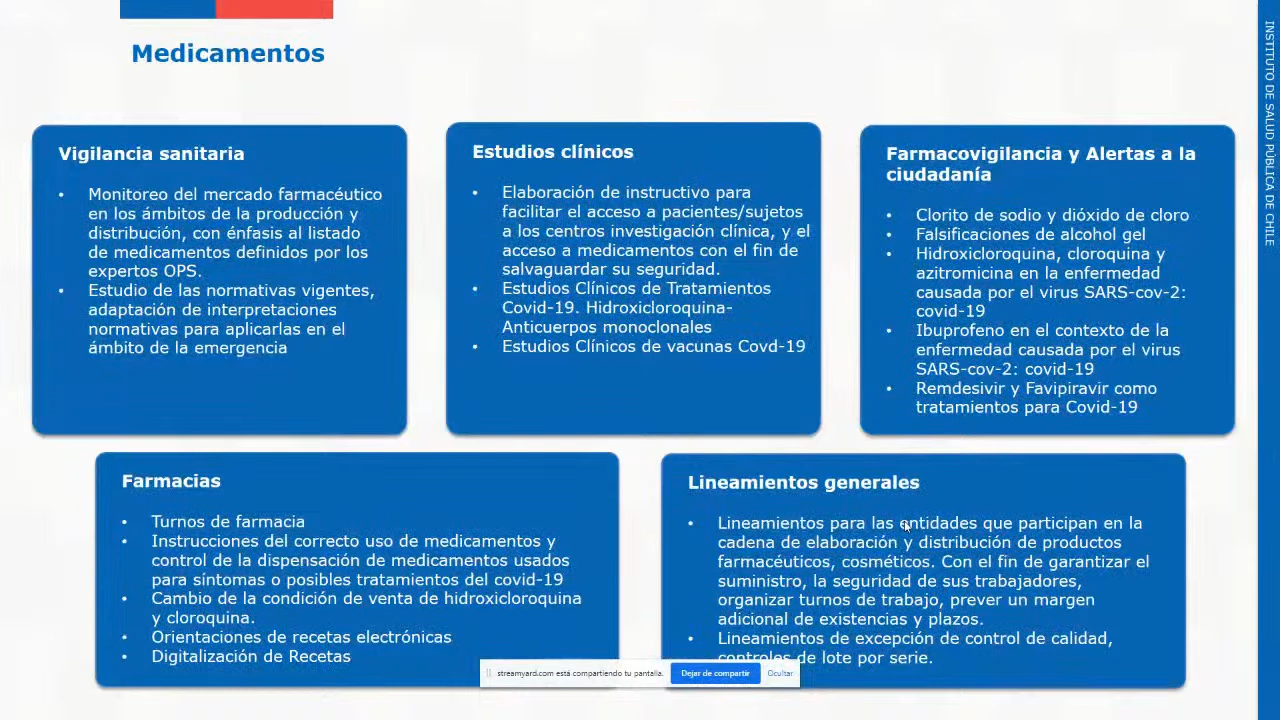 Medicamentos
Vigilancia sanitaria
• Monitoreo del mercado farmacéutico
en los ámbitos de la producción y
distribución, con énfasis al listado
de medicamentos definidos por los
expertos OPS.
• Estudio de las normativas vigentes,
adaptación de interpretaciones
normativas para aplicarlas en el
ámbito de la emergencia
Estudios clínicos
• Elaboración de instructivo para
facilitar el acceso a pacientes/sujetos
a los centros investigación clínica, y el
acceso a medicamentos con el fin de
salvaguardar su seguridad.
• Estudios Clínicos de Tratamientos
Covid-19. Hidroxicloroquina-
Anticuerpos monoclonales
• Estudios Clínicos de vacunas Covd-19
Farmacovigilancia y Alertas a la
ciudadanía
• Clorito de sodio y dióxido de cloro
• Falsificaciones de alcohol gel
• Hidroxicloroquina, cloroquina y
azitromicina en la enfermedad
causada por el virus SARS-cov-2:
covid-19
• Ibuprofeno en el contexto de la
enfermedad causada por el virus
SARS-cov-2: covid-19
• Remdesivir y Favipiravir como
tratamientos para Covid-19
Farmacias
• Turnos de farmacia
• Instrucciones del correcto uso de medicamentos y
control de la dispensación de medicamentos usados
para síntomas o posibles tratamientos del covid-19
• Cambio de la condición de venta de hidroxicloroquina
y cloroquina.
• Orientaciones de recetas electrónicas
• Digitalización de Recetas
Lineamientos generales
• Lineamientos para las entidades que participan en la
cadena de elaboración y distribución de productos
farmacéuticos, cosméticos. Con el fin de garantizar el
suministro, la seguridad de sus trabajadores,
organizar turnos de trabajo, prever un margen
adicional de existencias y plazos.
• Lineamientos de excepción de control de calidad,
controles de lote por serie.
streamyard.com está compartiendo tu pantalla.
Dejar de compartir
Ocultar
INSTITUTO DE SALUD PÚBLICA DE CHILE